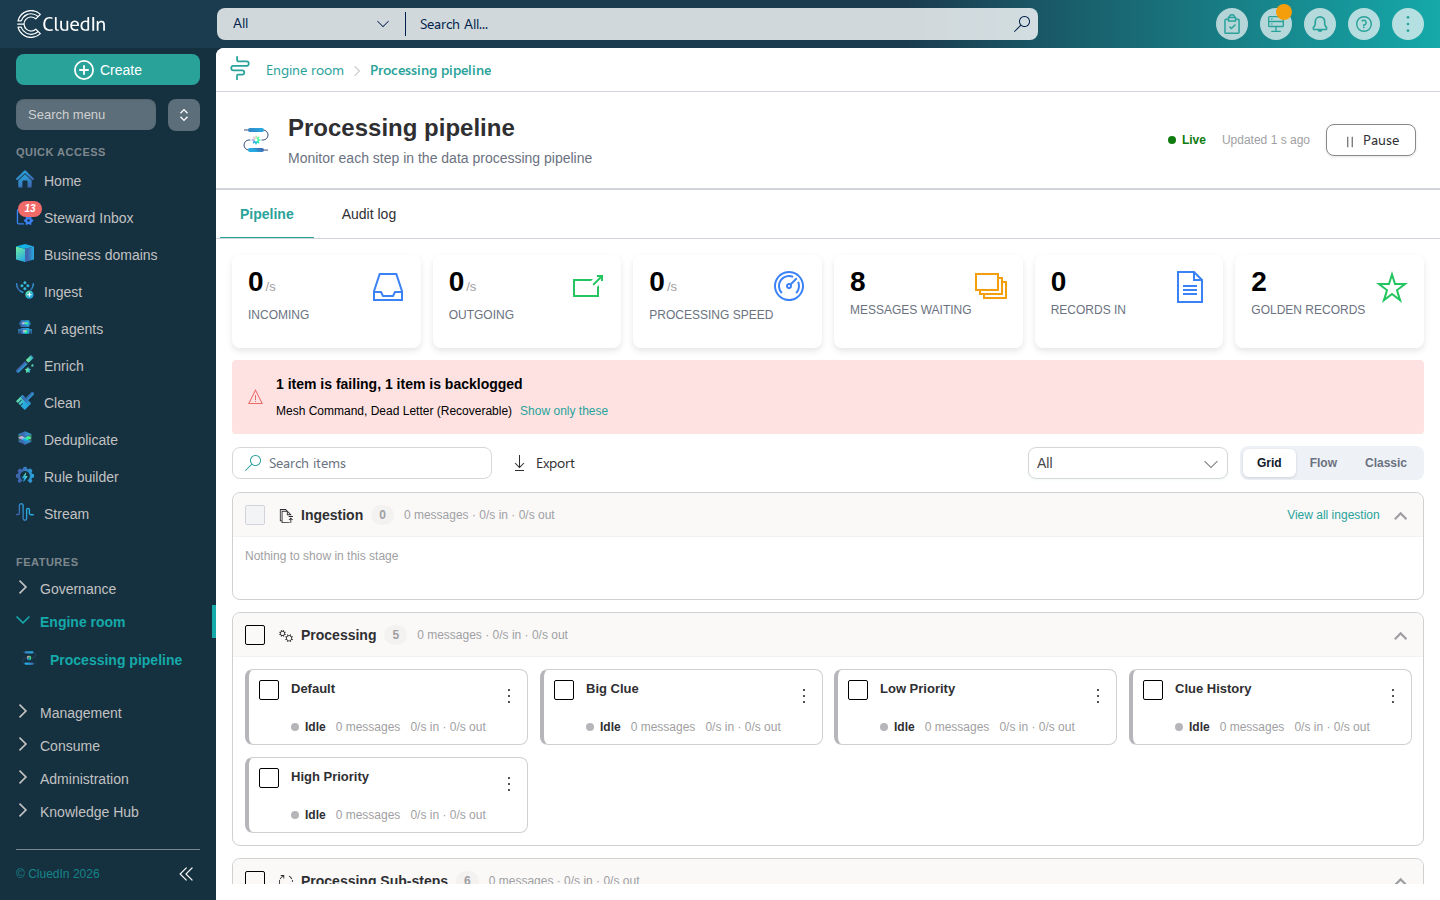 CluedIn
All
Search All...
Create
Search menu
QUICK ACCESS
Home
13
Steward Inbox
Business domains
Ingest
AI agents
Enrich
Clean
Deduplicate
Rule builder
Stream
FEATURES
Governance
Engine room
Processing pipeline
Management
Consume
Administration
Knowledge Hub
© CluedIn 2026
Engine room
Processing pipeline
Processing pipeline
Monitor each step in the data processing pipeline
Live
Updated 1 s ago
Pause
Pipeline
Audit log
0 /s
INCOMING
0 /s
OUTGOING
0 /s
PROCESSING SPEED
8
MESSAGES WAITING
0
RECORDS IN
2
GOLDEN RECORDS
1 item is failing, 1 item is backlogged
Mesh Command, Dead Letter (Recoverable) Show only these
Search items
Export
All
Grid
Flow
Classic
Ingestion 0 0 messages · 0/s in · 0/s out
View all ingestion
Nothing to show in this stage
Processing 5 0 messages · 0/s in · 0/s out
Default
Idle 0 messages 0/s in · 0/s out
Big Clue
Idle 0 messages 0/s in · 0/s out
Low Priority
Idle 0 messages 0/s in · 0/s out
Clue History
Idle 0 messages 0/s in · 0/s out
High Priority
Idle 0 messages 0/s in · 0/s out
Processing Sub-steps 6 0 messages · 0/s in · 0/s out